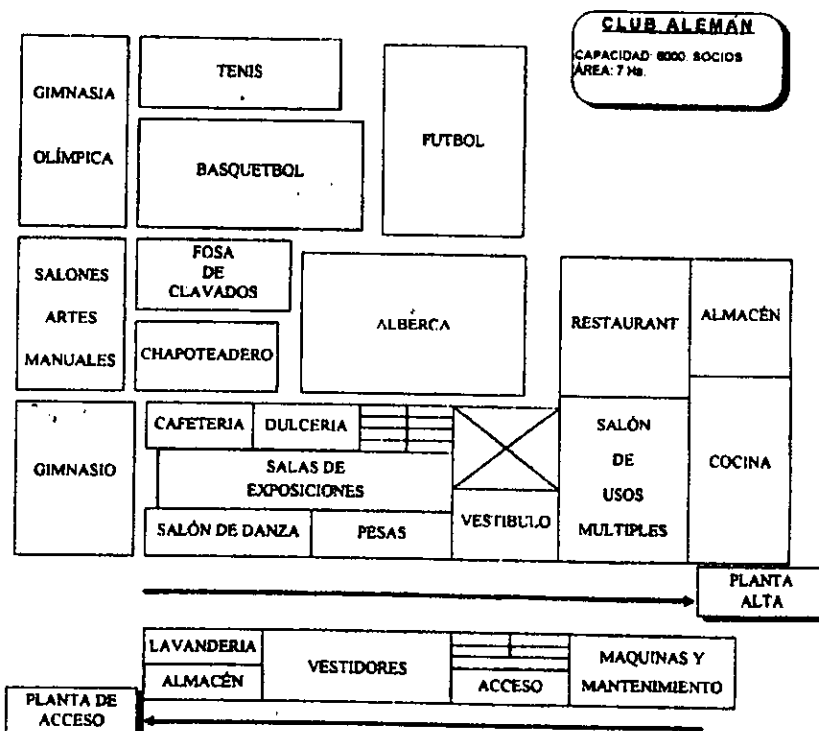 CLUB ALEMÁN
CAPACIDAD: 6000 SOCIOS
ÁREA: 7 Hs.
GIMNASIA
OLÍMPICA
TENIS
BASQUETBOL
FUTBOL
SALONES
ARTES
MANUALES
FOSA
DE
CLAVADOS
CHAPOTEADERO
ALBERCA
RESTAURANT
ALMACÉN
GIMNASIO
CAFETERIA
DULCERIA
SALAS DE
EXPOSICIONES
SALÓN DE DANZA
PESAS
VESTIBULO
SALÓN
DE
USOS
MULTIPLES
COCINA
PLANTA
ALTA
LAVANDERIA
ALMACÉN
VESTIDORES
ACCESO
MAQUINAS Y
MANTENIMIENTO
PLANTA DE
ACCESO